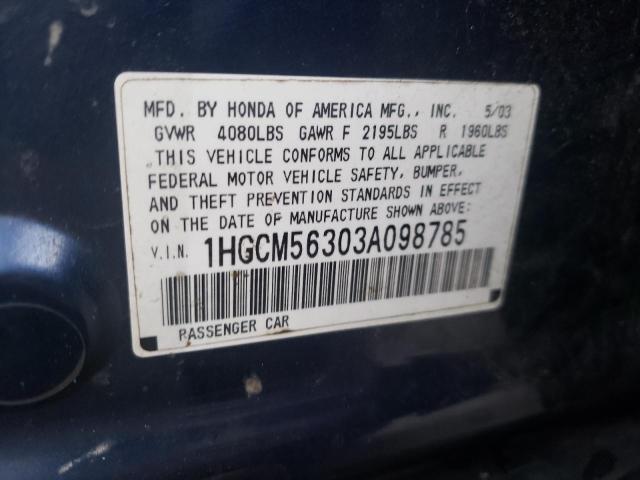 MFD. BY HONDA OF AMERICA MFG., INC. 5/03
GVWR 4080LBS GAWR F 2195LBS R 1960LBS
THIS VEHICLE CONFORMS TO ALL APPLICABLE
FEDERAL MOTOR VEHICLE SAFETY, BUMPER,
AND THEFT PREVENTION STANDARDS IN EFFECT
ON THE DATE OF MANUFACTURE SHOWN ABOVE:
V.I.N. 1HGCM56303A098785
PASSENGER CAR